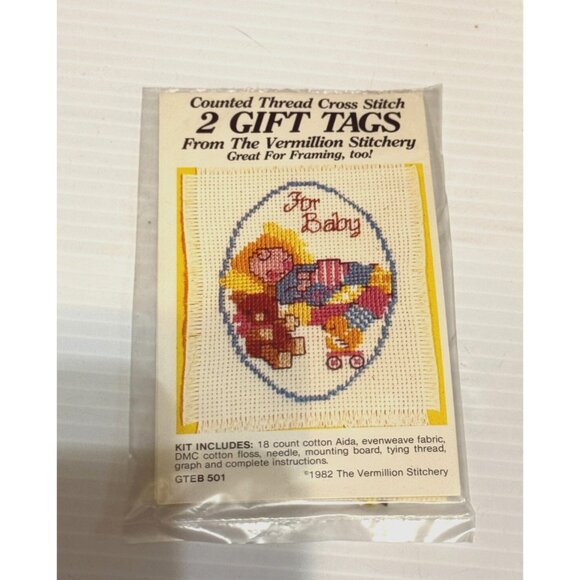 Counted Thread Cross Stitch
2 GIFT TAGS
From The Vermillion Stitchery
Great For Framing, too!
For
Baby
KIT INCLUDES: 18 count cotton Aida, evenweave fabric,
DMC cotton floss, needle, mounting board, tying thread,
graph and complete instructions.
GTEB 501
©1982 The Vermillion Stitchery